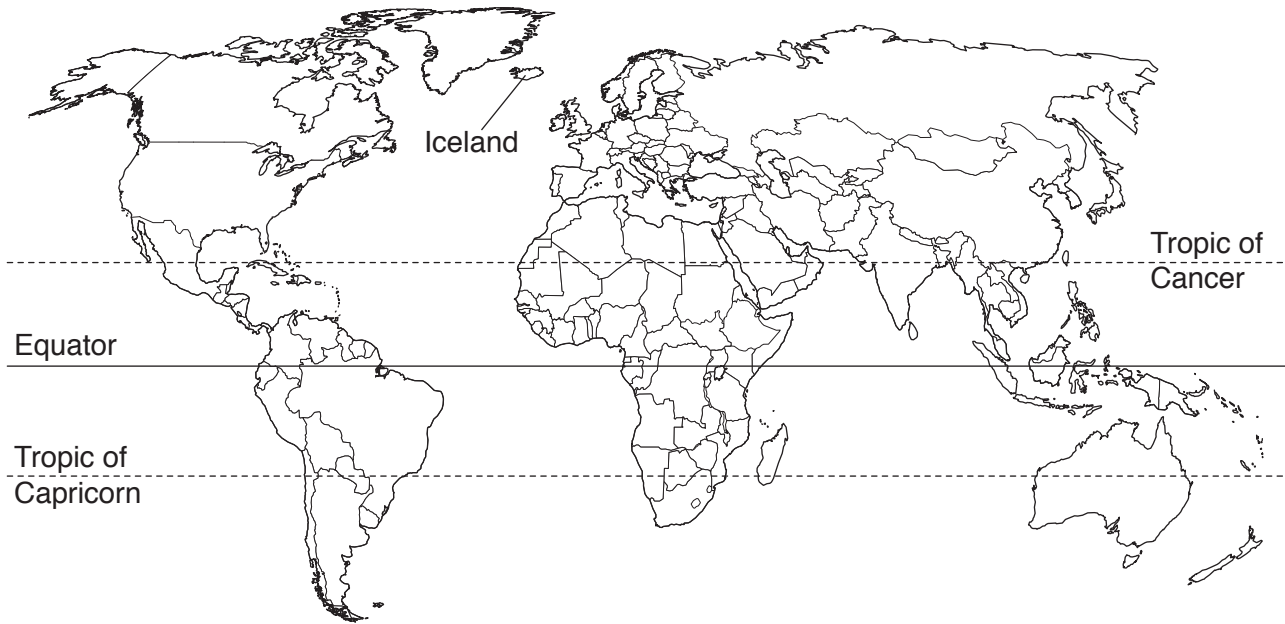 Iceland
Tropic of
Cancer
Equator
Tropic of
Capricorn